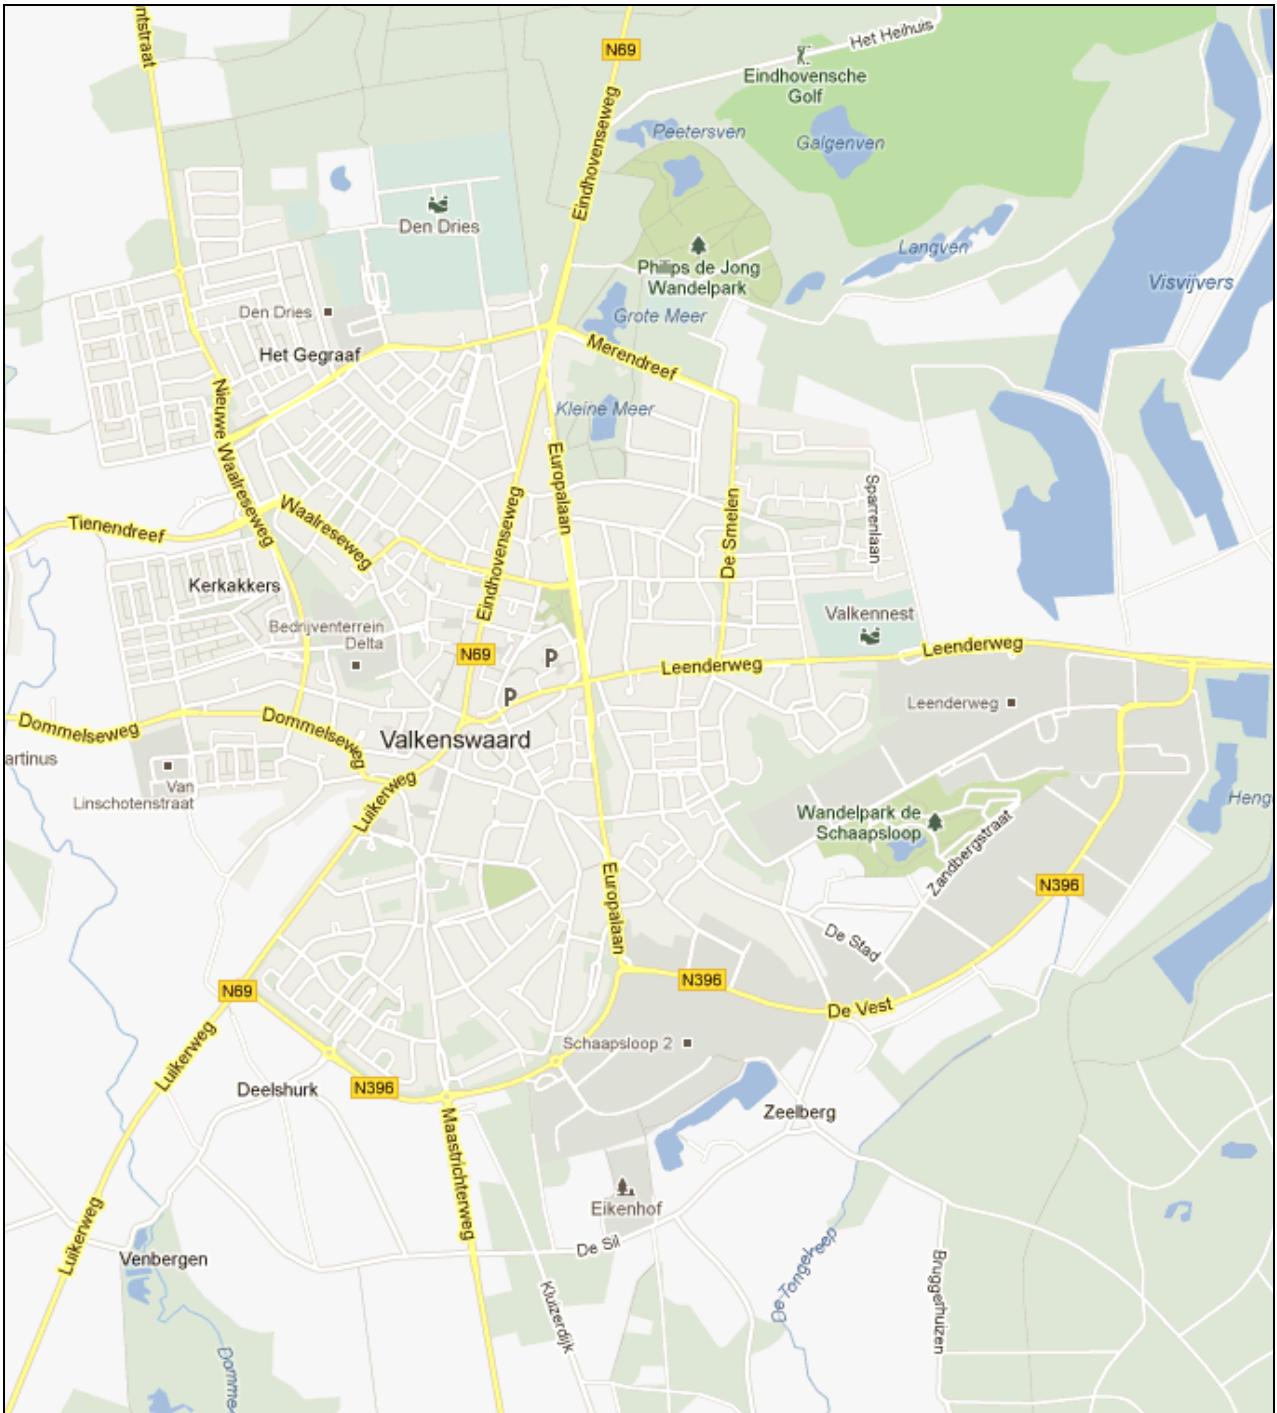 ntstraat
N69
Het Heihuis
Eindhovensche
Golf
Peetersven
Galgenven
Eindhovenseweg
Den Dries
Langven
Philips de Jong
Wandelpark
Visvijvers
Den Dries
Grote Meer
Het Gegraaf
Merendreef
Kleine Meer
Nieuwe Waalreseweg
Europalaan
Sparrenlaan
Waalreseweg
Eindhovenseweg
De Smelen
Tienendreef
Kerkakkers
Valkennest
Bedrijventerrein
Delta
N69
P
Leenderweg
Leenderweg
P
Leenderweg
Dommelseweg
Dommelseweg
Valkenswaard
artinus
Van
Linschotenstraat
Luikerweg
Heng
Wandelpark de
Schaapsloop
Zandbergstraat
Europalaan
N396
De Stad
N69
N396
De Vest
Schaapsloop 2
Luikerweg
Deelshurk
N396
Zeelberg
Maastrichterweg
Eikenhof
Luikerweg
De Sil
Venbergen
De Tongelreep
Bruggerhuizen
Kluizerdijk
Domme